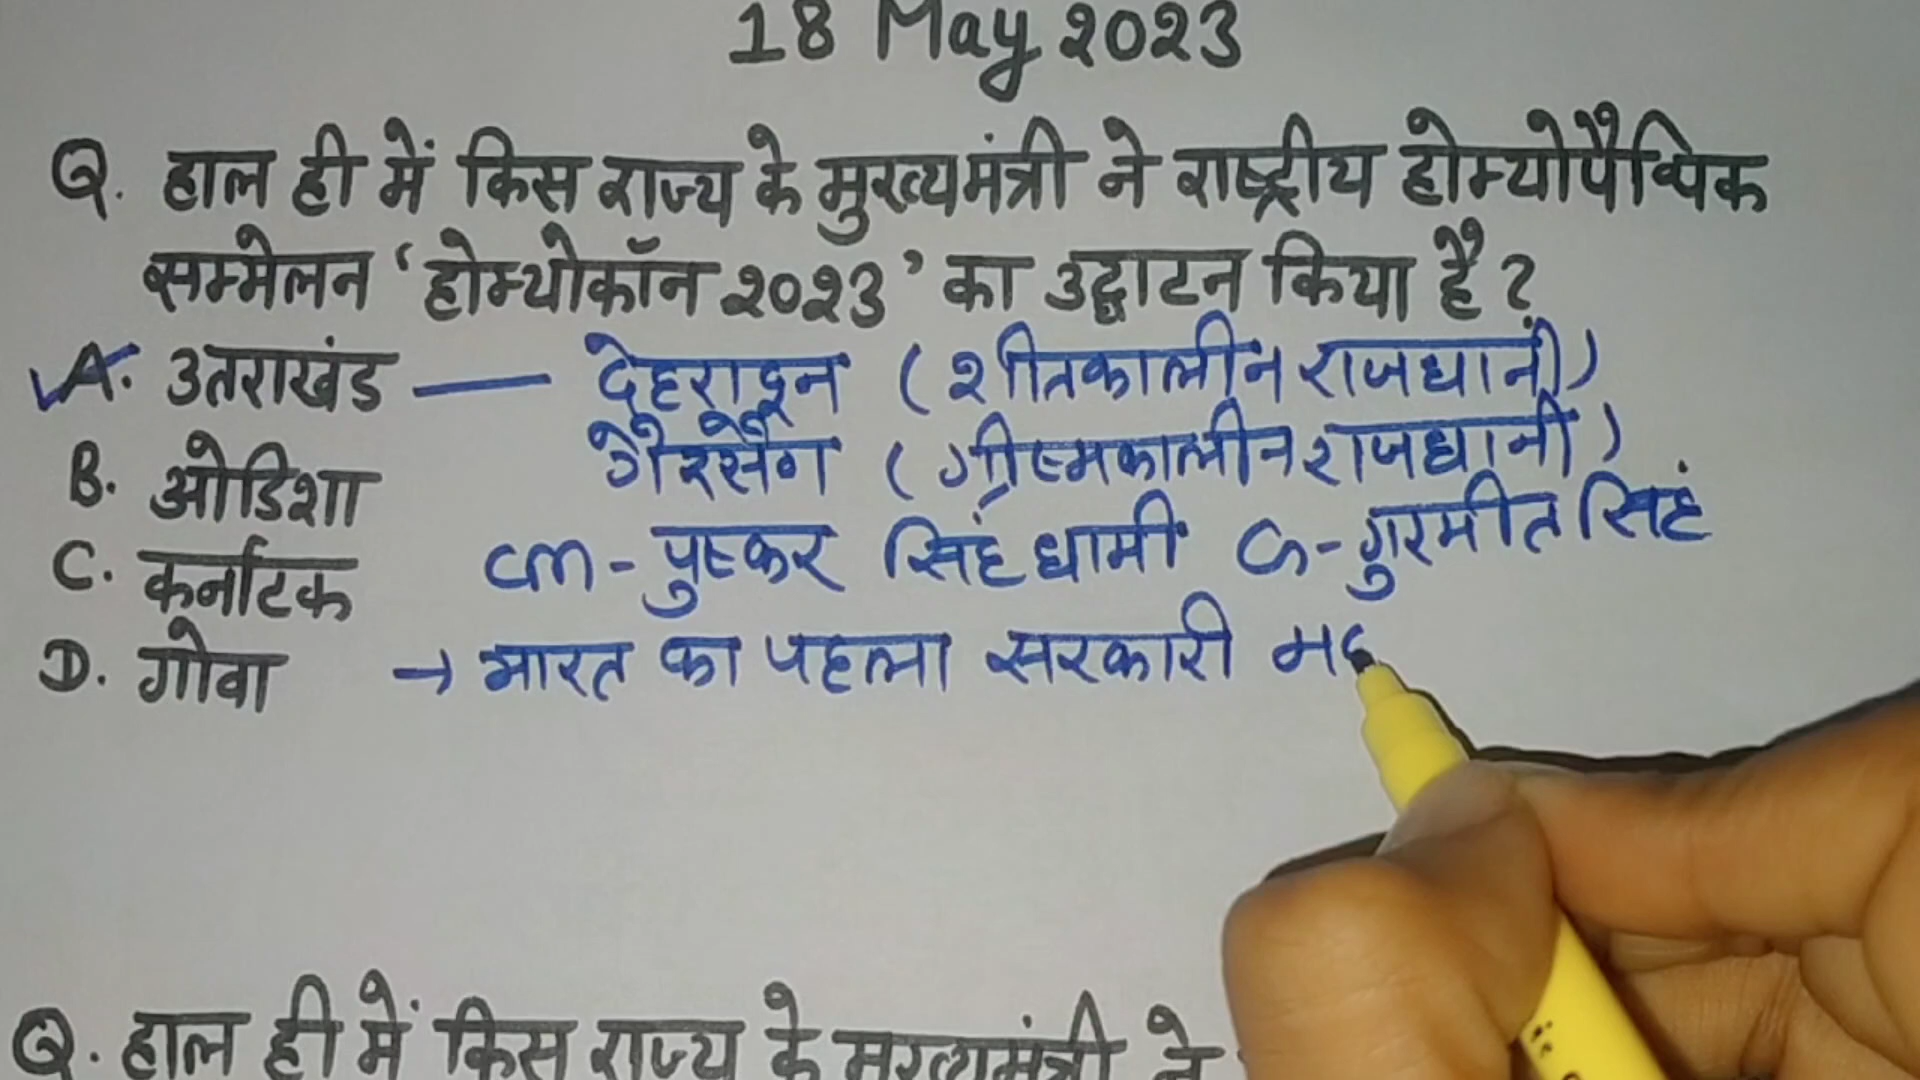 18 May 2023
Q. हाल ही में किस राज्य के मुख्यमंत्री ने राष्ट्रीय होम्योपैथिक
सम्मेलन ‘होम्योकॉन 2023’ का उद्घाटन किया है?
A. उतराखंड — देहरादून (शीतकालीन राजधानी)
गैरसैंण (ग्रीष्मकालीन राजधानी)
B. ओडिशा
CM - पुष्कर सिंह धामी G - गुरमीत सिंह
C. कर्नाटक
D. गोवा → भारत का पहला सरकारी
Q. हाल ही में किस राज्य के मुख्यमंत्री ने